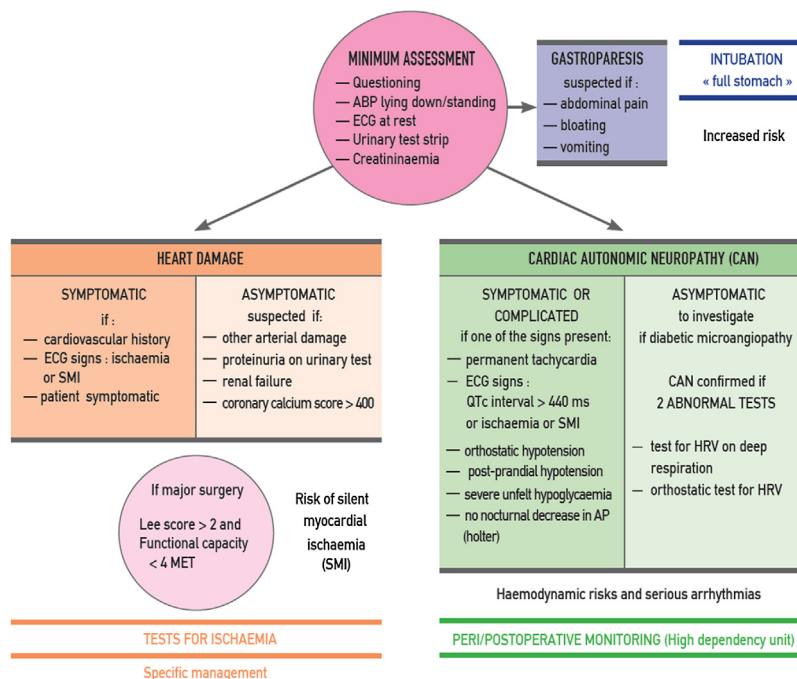 MINIMUM ASSESSMENT
— Questioning
— ABP lying down/standing
— ECG at rest
— Urinary test strip
— Creatininaemia
GASTROPARESIS
suspected if :
— abdominal pain
— bloating
— vomiting
INTUBATION
« full stomach »
Increased risk
HEART DAMAGE
SYMPTOMATIC
if :
— cardiovascular history
— ECG signs : ischaemia
or SMI
— patient symptomatic
ASYMPTOMATIC
suspected if:
— other arterial damage
— proteinuria on urinary test
— renal failure
— coronary calcium score > 400
CARDIAC AUTONOMIC NEUROPATHY (CAN)
SYMPTOMATIC OR
COMPLICATED
if one of the signs present:
— permanent tachycardia
— ECG signs :
QTc interval > 440 ms
or ischaemia or SMI
— orthostatic hypotension
— post-prandial hypotension
— severe unfelt hypoglycaemia
— no nocturnal decrease in AP
(holter)
ASYMPTOMATIC
to investigate
if diabetic microangiopathy
CAN confirmed if
2 ABNORMAL TESTS
— test for HRV on deep
respiration
— orthostatic test for HRV
If major surgery
Lee score > 2 and
Functional capacity
< 4 MET
Risk of silent
myocardial
ischaemia
(SMI)
Haemodynamic risks and serious arrhythmias
TESTS FOR ISCHAEMIA
Specific management
PERI/POSTOPERATIVE MONITORING (High dependency unit)